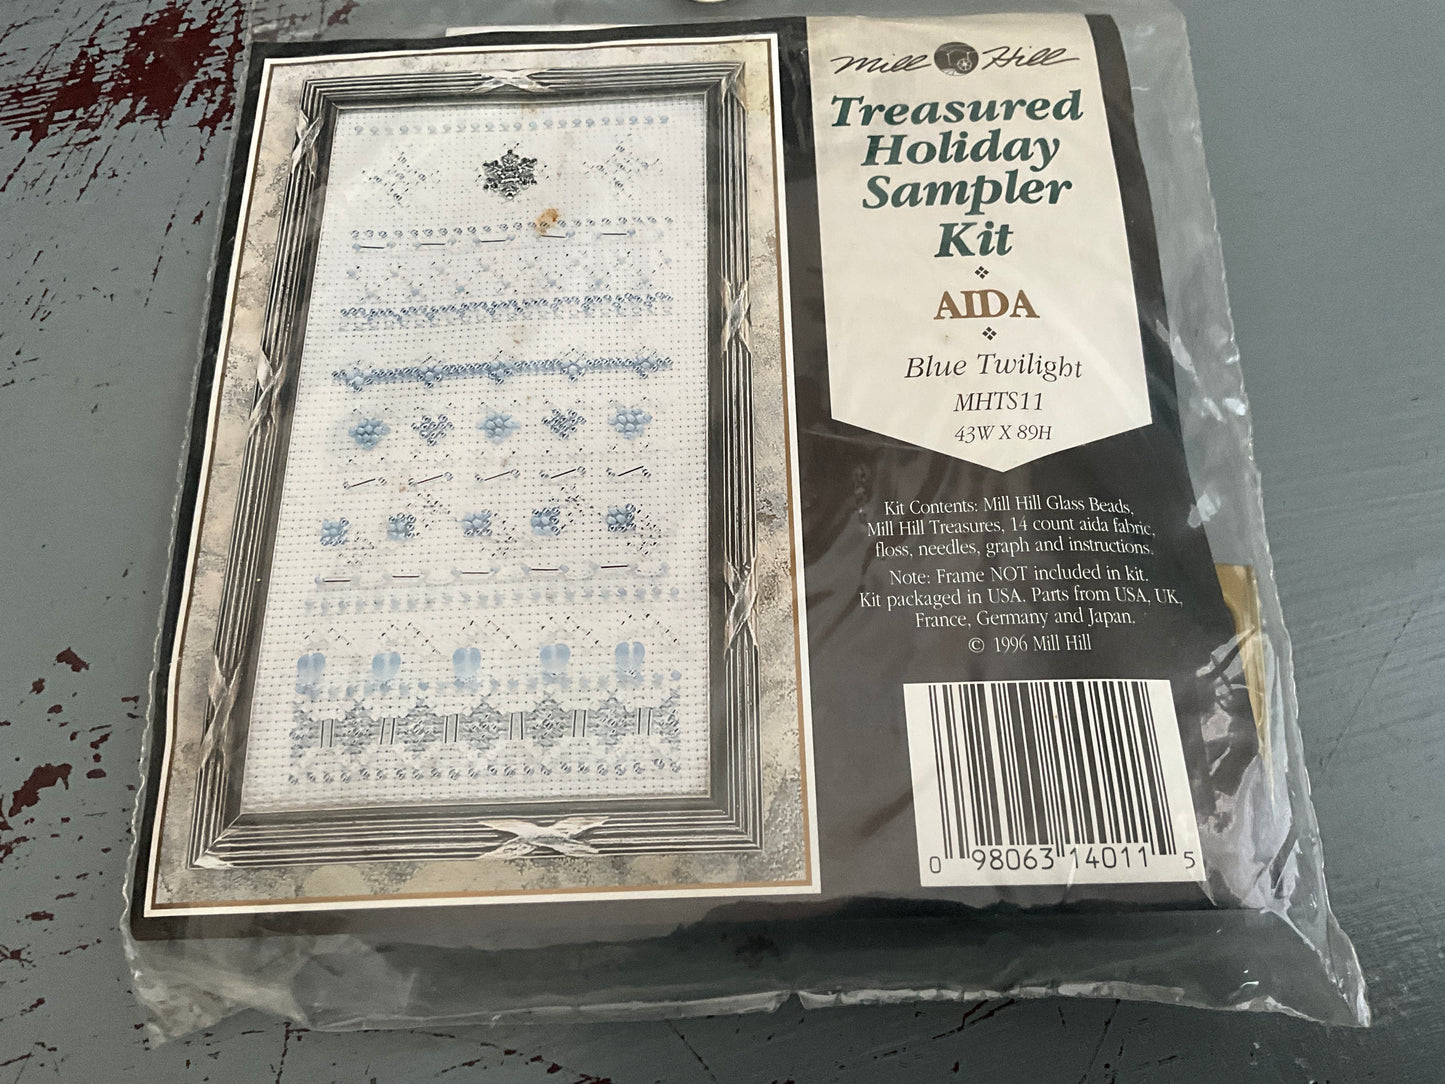 Mill Hill
Treasured
Holiday
Sampler
Kit
AIDA
Blue Twilight
MHTS11
43W X 89H
Kit Contents: Mill Hill Glass Beads,
Mill Hill Treasures, 14 count aida fabric,
floss, needles, graph and instructions.
Note: Frame NOT included in kit.
Kit packaged in USA. Parts from USA, UK,
France, Germany and Japan.
© 1996 Mill Hill
0 98063 14011 5